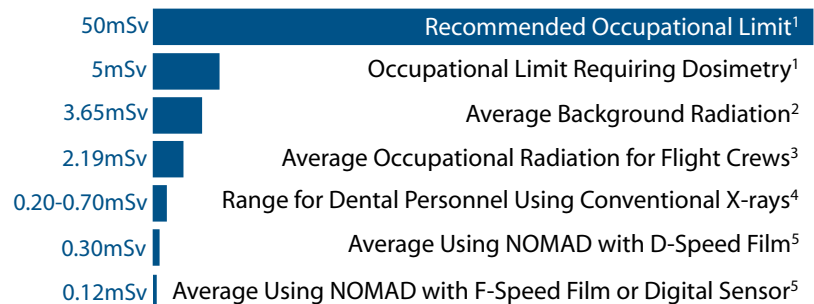 50mSv Recommended Occupational Limit¹
5mSv Occupational Limit Requiring Dosimetry¹
3.65mSv Average Background Radiation²
2.19mSv Average Occupational Radiation for Flight Crews³
0.20-0.70mSv Range for Dental Personnel Using Conventional X-rays⁴
0.30mSv Average Using NOMAD with D-Speed Film⁵
0.12mSv Average Using NOMAD with F-Speed Film or Digital Sensor⁵